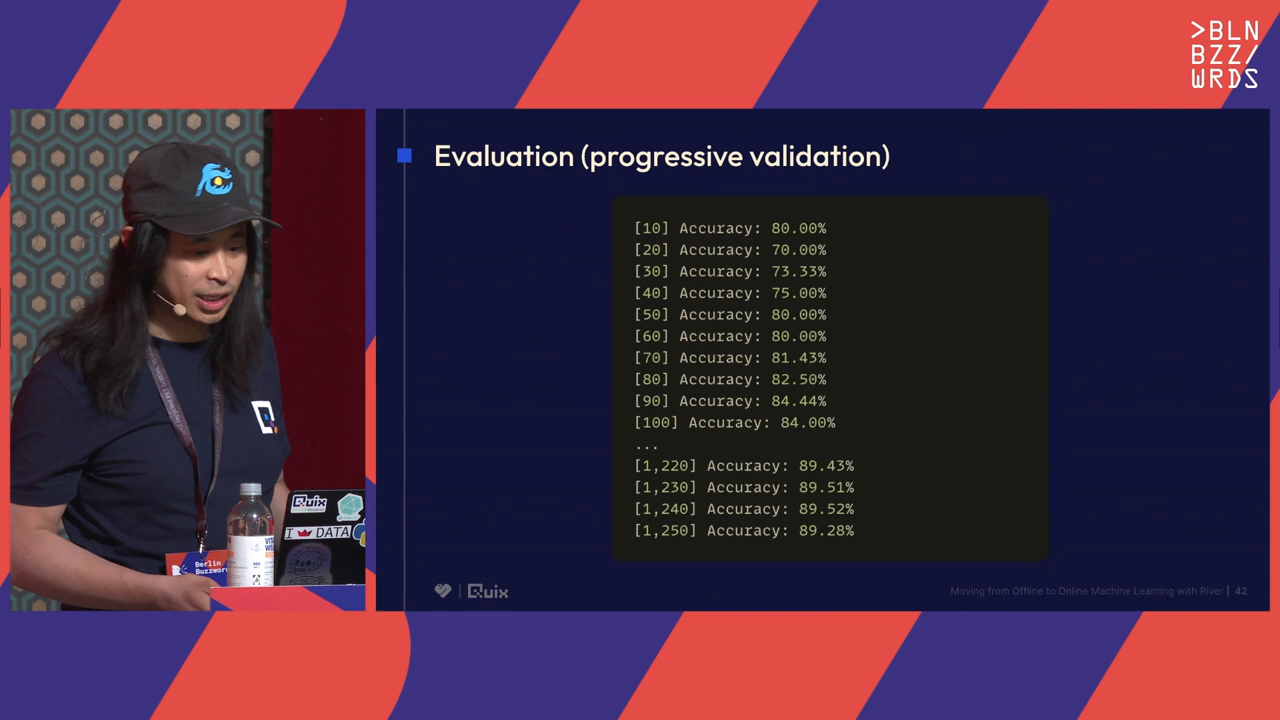 >BLN
BZZ/
WRDS
Evaluation (progressive validation)
[10] Accuracy: 80.00%
[20] Accuracy: 70.00%
[30] Accuracy: 73.33%
[40] Accuracy: 75.00%
[50] Accuracy: 80.00%
[60] Accuracy: 80.00%
[70] Accuracy: 81.43%
[80] Accuracy: 82.50%
[90] Accuracy: 84.44%
[100] Accuracy: 84.00%
...
[1,220] Accuracy: 89.43%
[1,230] Accuracy: 89.51%
[1,240] Accuracy: 89.52%
[1,250] Accuracy: 89.28%
Quix
Moving from Offline to Online Machine Learning with River | 42
Quix
I DATA
Berlin
Buzzwor